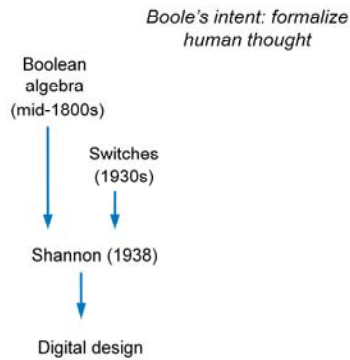 Boole's intent: formalize
human thought
Boolean
algebra
(mid-1800s)
Switches
(1930s)
Shannon (1938)
Digital design